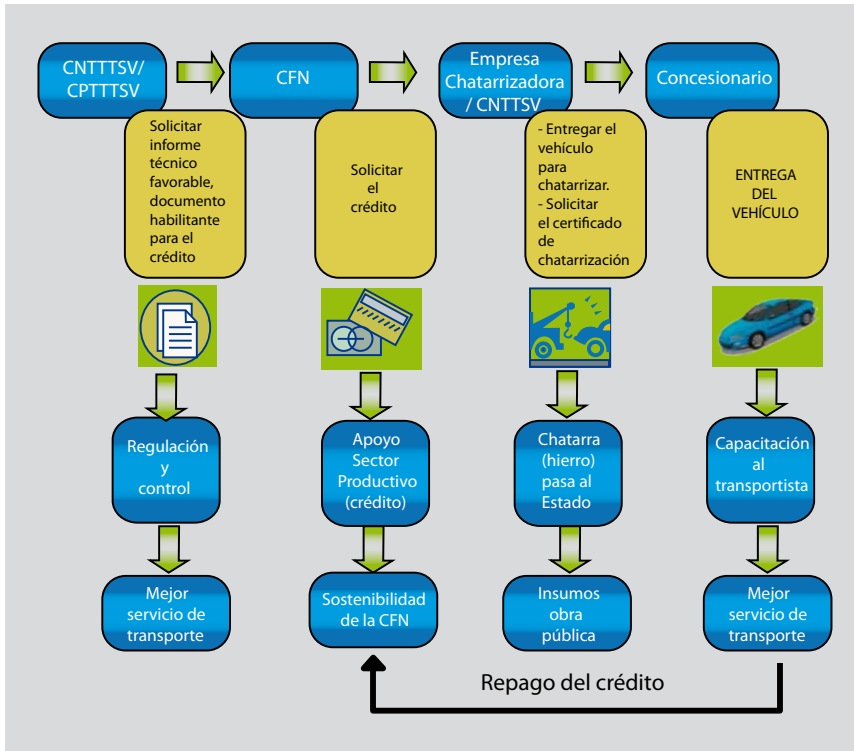 CNTTTSV/
CPTTTSV
CFN
Empresa
Chatarrizadora
/ CNTTSV
Concesionario
Solicitar
informe
técnico
favorable,
documento
habilitante
para el
crédito
Solicitar
el
crédito
- Entregar el
vehículo
para
chatarrizar.
- Solicitar
el certificado
de
chatarrización
ENTREGA
DEL
VEHÍCULO
Regulación
y
control
Apoyo
Sector
Productivo
(crédito)
Chatarra
(hierro)
pasa al
Estado
Capacitación
al
transportista
Mejor
servicio de
transporte
Sostenibilidad
de la CFN
Insumos
obra
pública
Mejor
servicio de
transporte
Repago del crédito